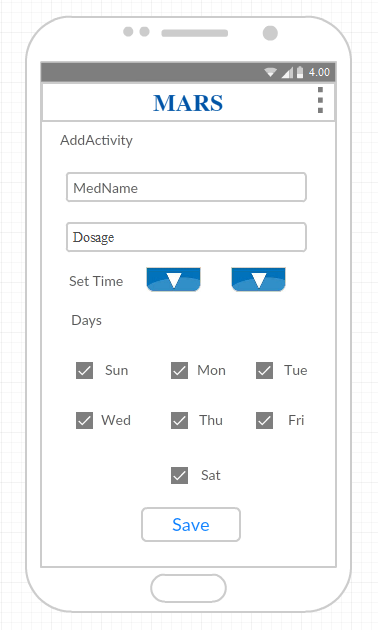 4.00
MARS
AddActivity
MedName
Dosage
Set Time
Days
Sun Mon Tue
Wed Thu Fri
Sat
Save